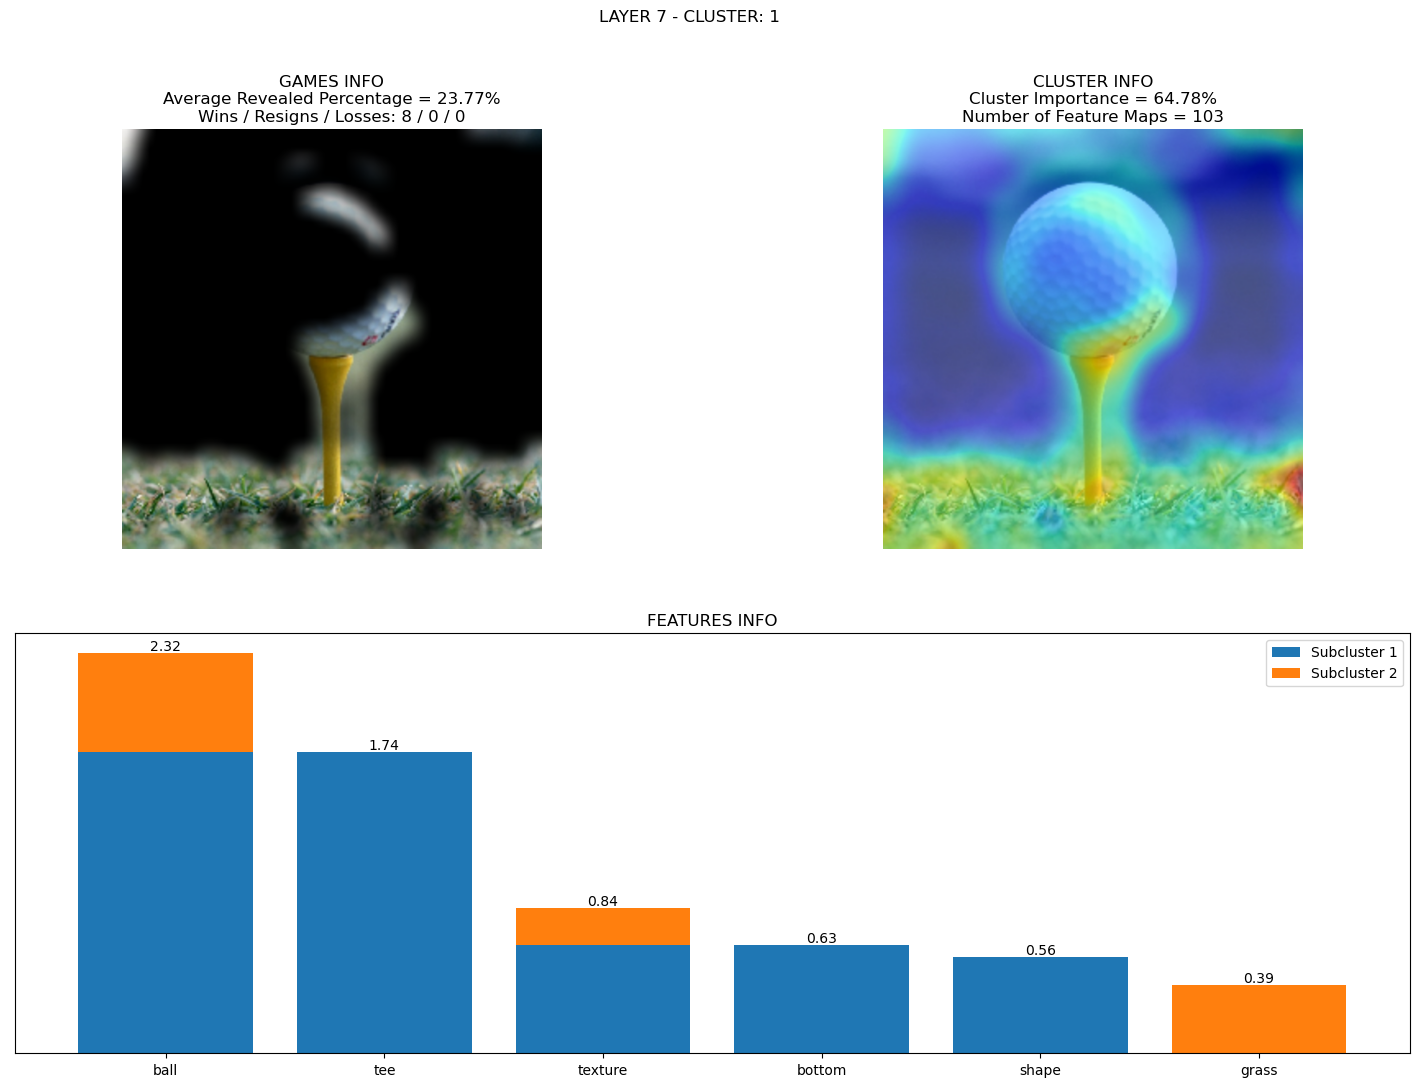 LAYER 7 - CLUSTER: 1
GAMES INFO
Average Revealed Percentage = 23.77%
Wins / Resigns / Losses: 8 / 0 / 0
CLUSTER INFO
Cluster Importance = 64.78%
Number of Feature Maps = 103
FEATURES INFO
Subcluster 1
Subcluster 2
2.32
1.74
0.84
0.63
0.56
0.39
ball tee texture bottom shape grass